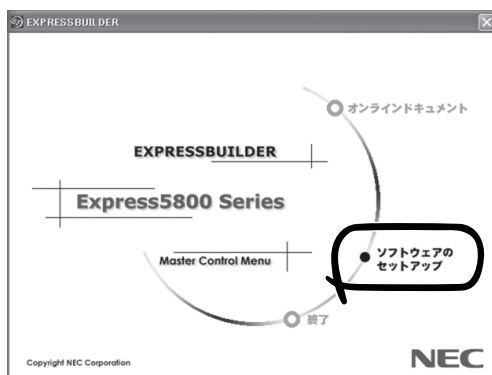 EXPRESSBUILDER
オンラインドキュメント
EXPRESSBUILDER
Express5800 Series
ソフトウェアの
セットアップ
Master Control Menu
終了
Copyright NEC Corporation
NEC